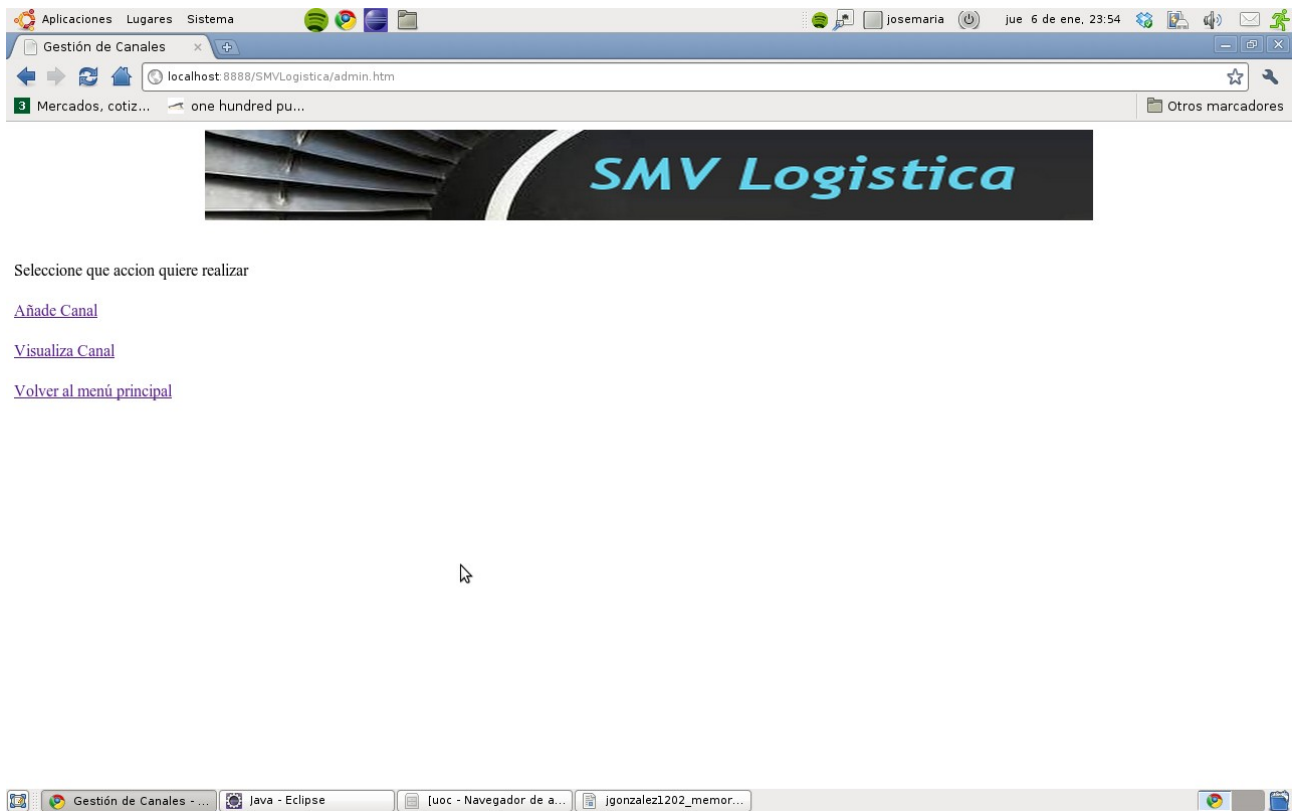 Aplicaciones Lugares Sistema josemaria jue 6 de ene, 23:54
Gestión de Canales
localhost:8888/SMVLogistica/admin.htm
3 Mercados, cotiz... one hundred pu... Otros marcadores
SMV Logistica
Seleccione que accion quiere realizar
Añade Canal
Visualiza Canal
Volver al menú principal
Gestión de Canales - ... Java - Eclipse [uoc - Navegador de a... jgonzalez1202_memor...